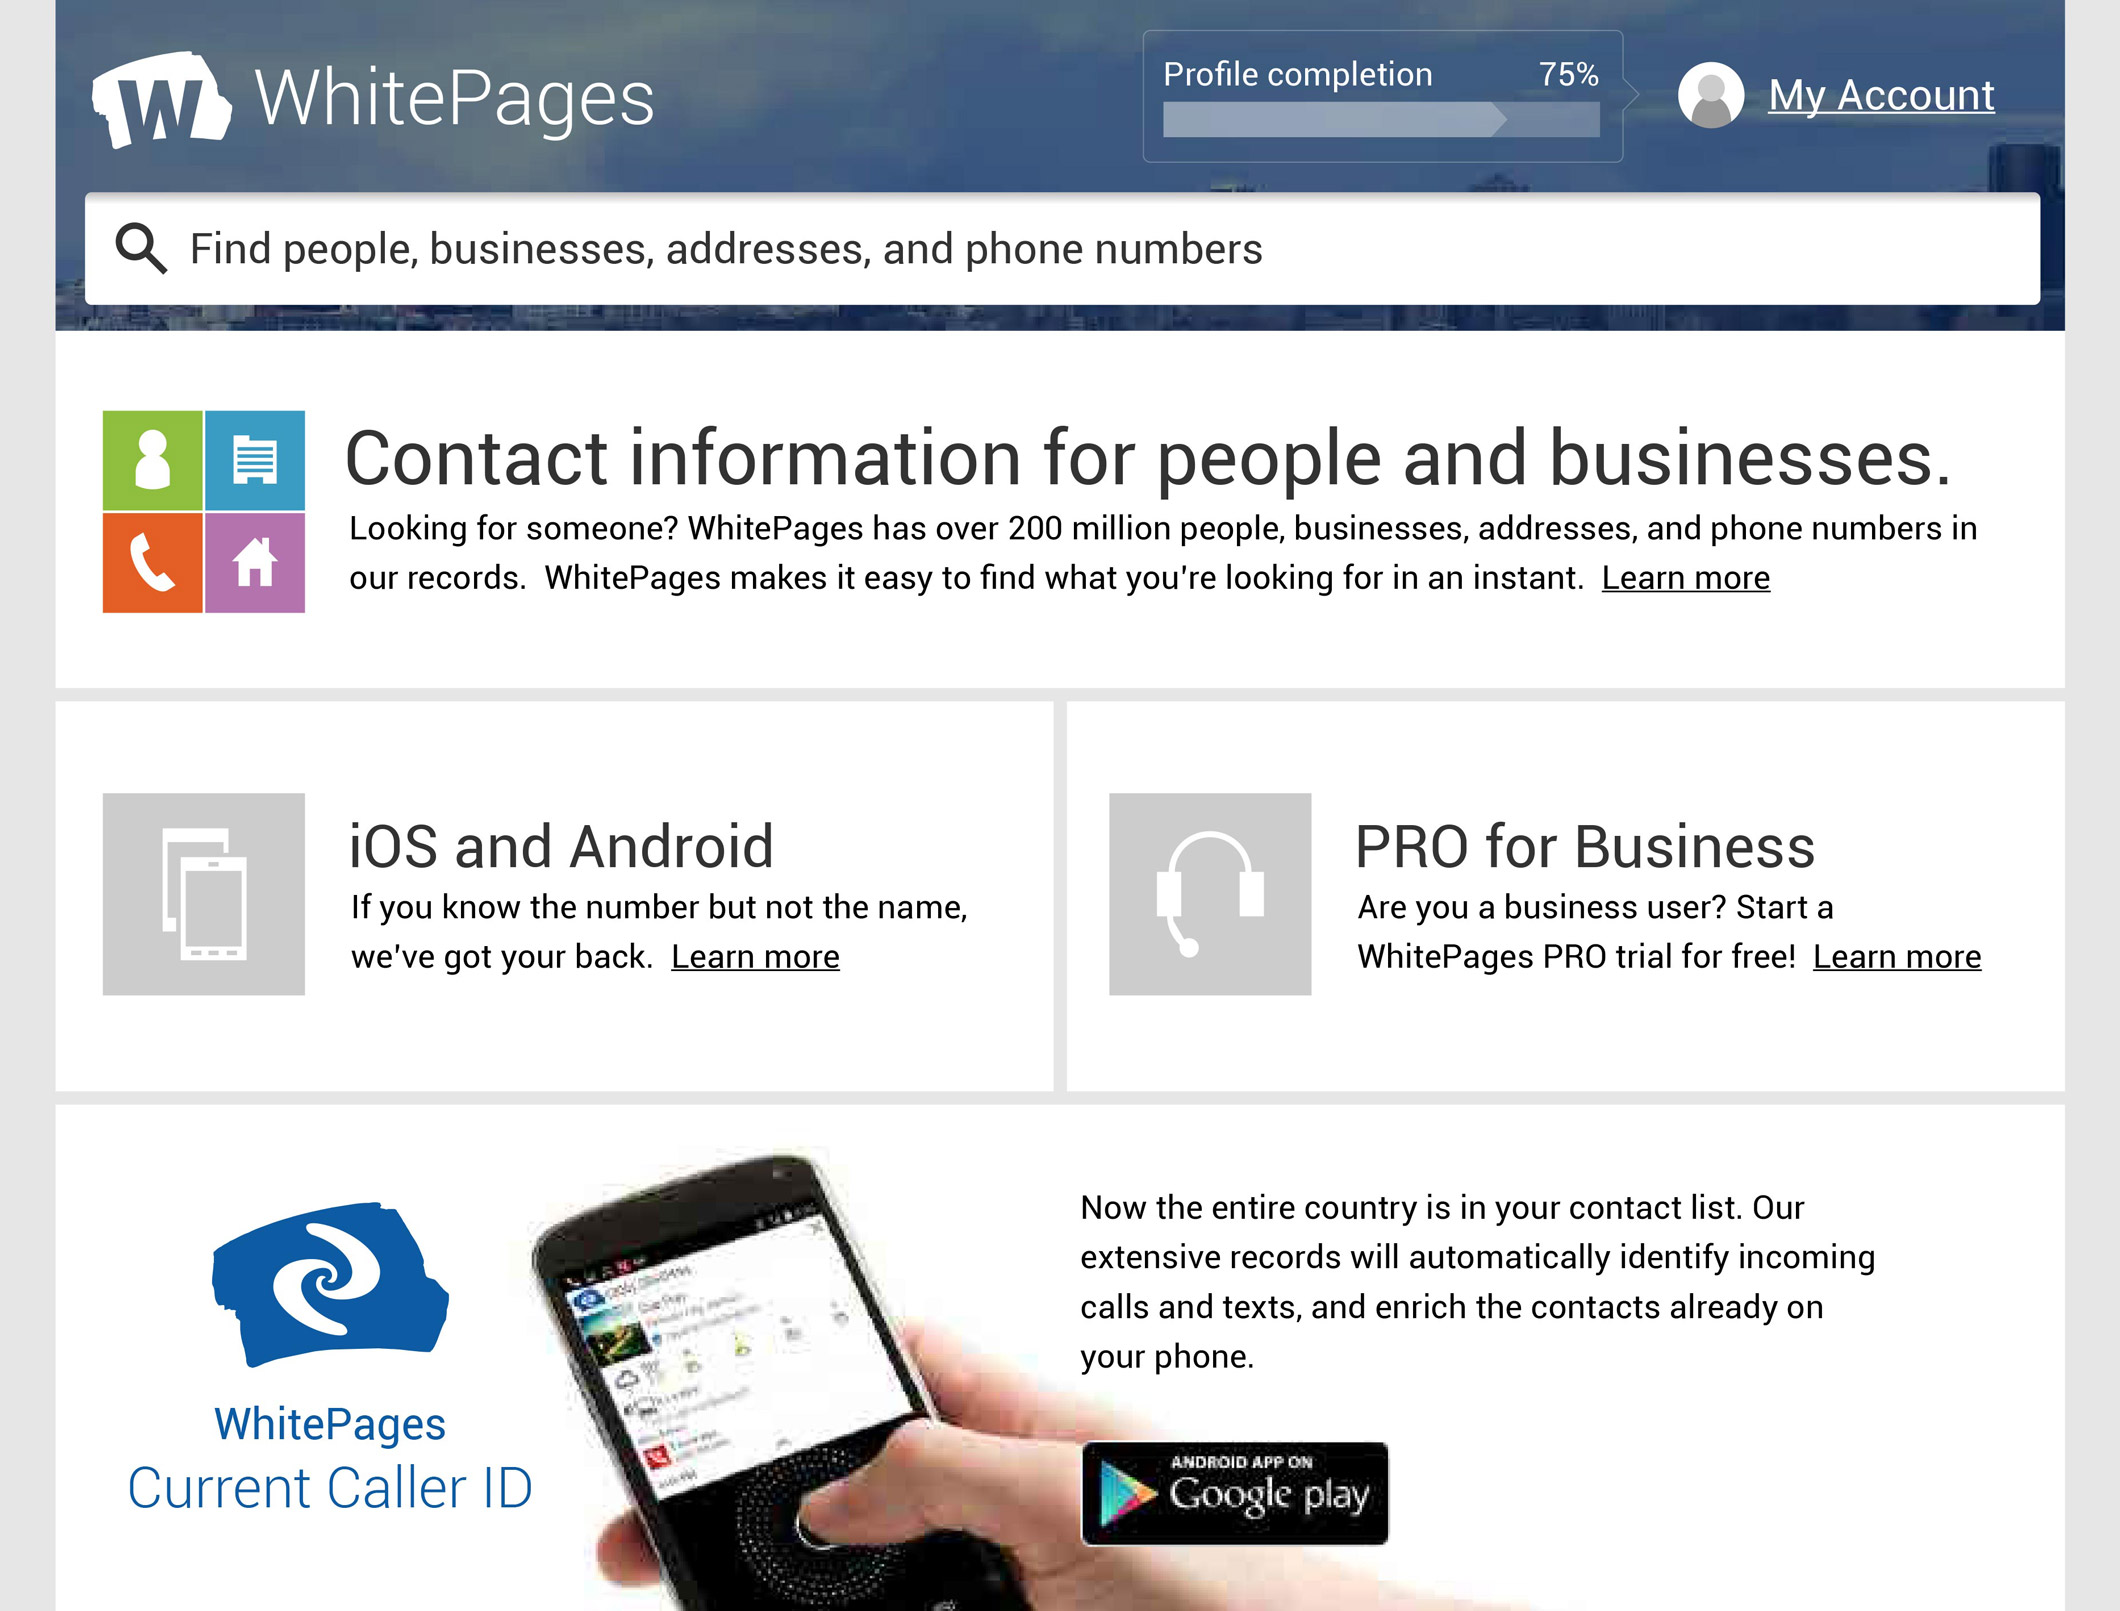 WhitePages
Profile completion 75%
My Account
Find people, businesses, addresses, and phone numbers
Contact information for people and businesses.
Looking for someone? WhitePages has over 200 million people, businesses, addresses, and phone numbers in
our records. WhitePages makes it easy to find what you're looking for in an instant. Learn more
iOS and Android
If you know the number but not the name,
we've got your back. Learn more
PRO for Business
Are you a business user? Start a
WhitePages PRO trial for free! Learn more
WhitePages
Current Caller ID
Now the entire country is in your contact list. Our
extensive records will automatically identify incoming
calls and texts, and enrich the contacts already on
your phone.
ANDROID APP ON
Google play